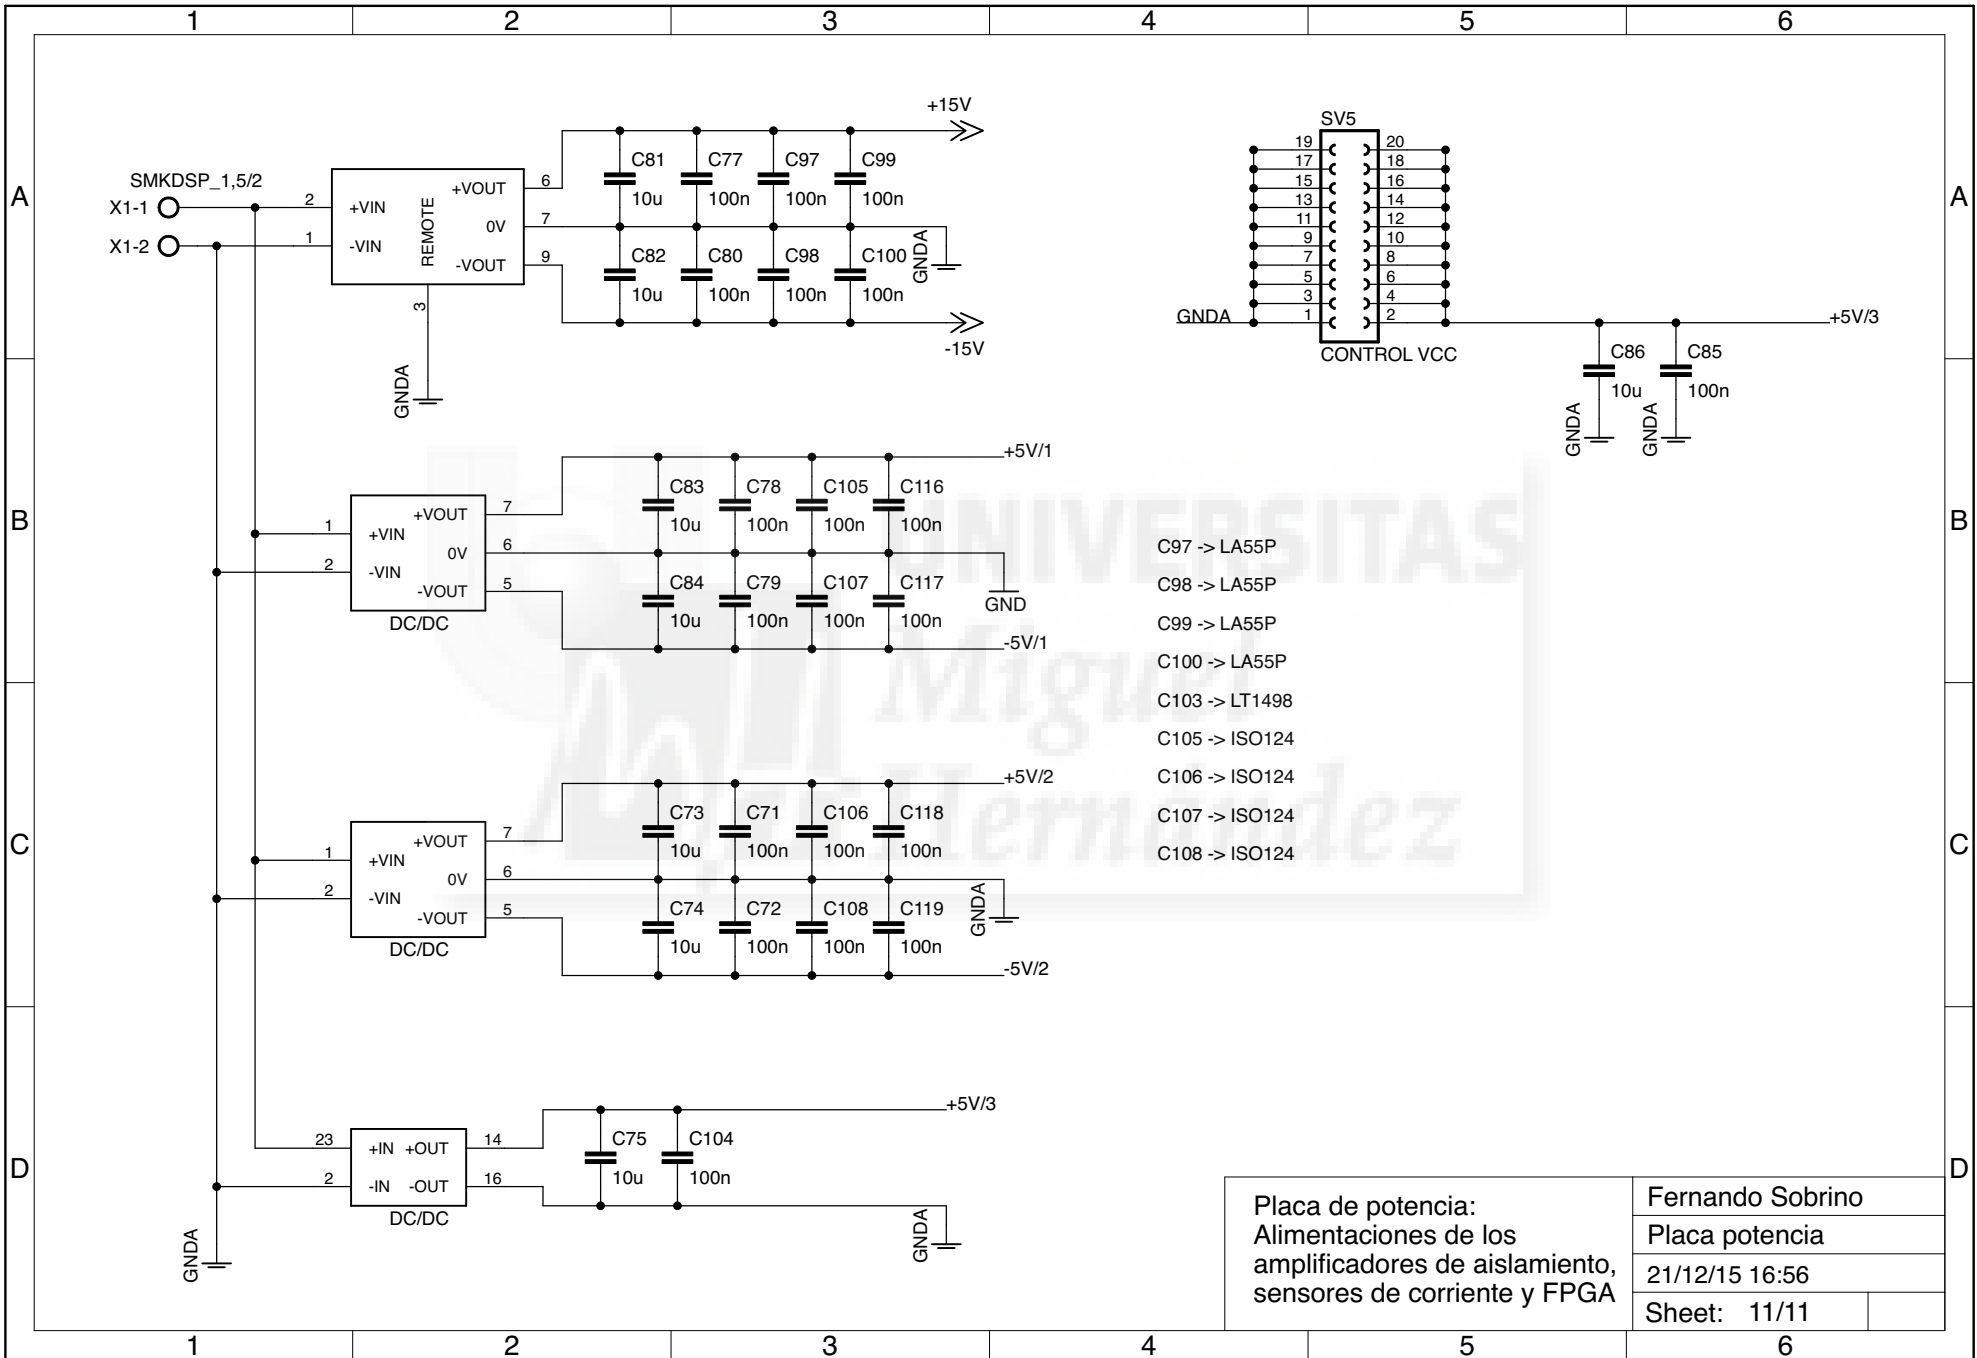 1 2 3 4 5 6
A A
B B
C C
D D
SMKDSP_1,5/2
X1-1
X1-2
2 +VIN
1 -VIN
REMOTE
+VOUT 6
0V 7
-VOUT 9
3
GNDA
+15V
C81 C77 C97 C99
10u 100n 100n 100n
C82 C80 C98 C100
10u 100n 100n 100n
GNDA
-15V
SV5
19 20
17 18
15 16
13 14
11 12
9 10
7 8
5 6
3 4
GNDA 1 2 +5V/3
CONTROL VCC
C86 C85
10u 100n
GNDA GNDA
+5V/1
1 +VIN +VOUT 7
0V 6
2 -VIN -VOUT 5
DC/DC
C83 C78 C105 C116
10u 100n 100n 100n
C84 C79 C107 C117
10u 100n 100n 100n
GND
-5V/1
UNIVERSITAS
Miguel
Hernández
C97 -> LA55P
C98 -> LA55P
C99 -> LA55P
C100 -> LA55P
C103 -> LT1498
C105 -> ISO124
C106 -> ISO124
C107 -> ISO124
C108 -> ISO124
+5V/2
1 +VIN +VOUT 7
0V 6
2 -VIN -VOUT 5
DC/DC
C73 C71 C106 C118
10u 100n 100n 100n
C74 C72 C108 C119
10u 100n 100n 100n
GNDA
-5V/2
+5V/3
23 +IN +OUT 14
2 -IN -OUT 16
DC/DC
C75 C104
10u 100n
GNDA
GNDA
Placa de potencia:
Alimentaciones de los
amplificadores de aislamiento,
sensores de corriente y FPGA
Fernando Sobrino
Placa potencia
21/12/15 16:56
Sheet: 11/11
1 2 3 4 5 6